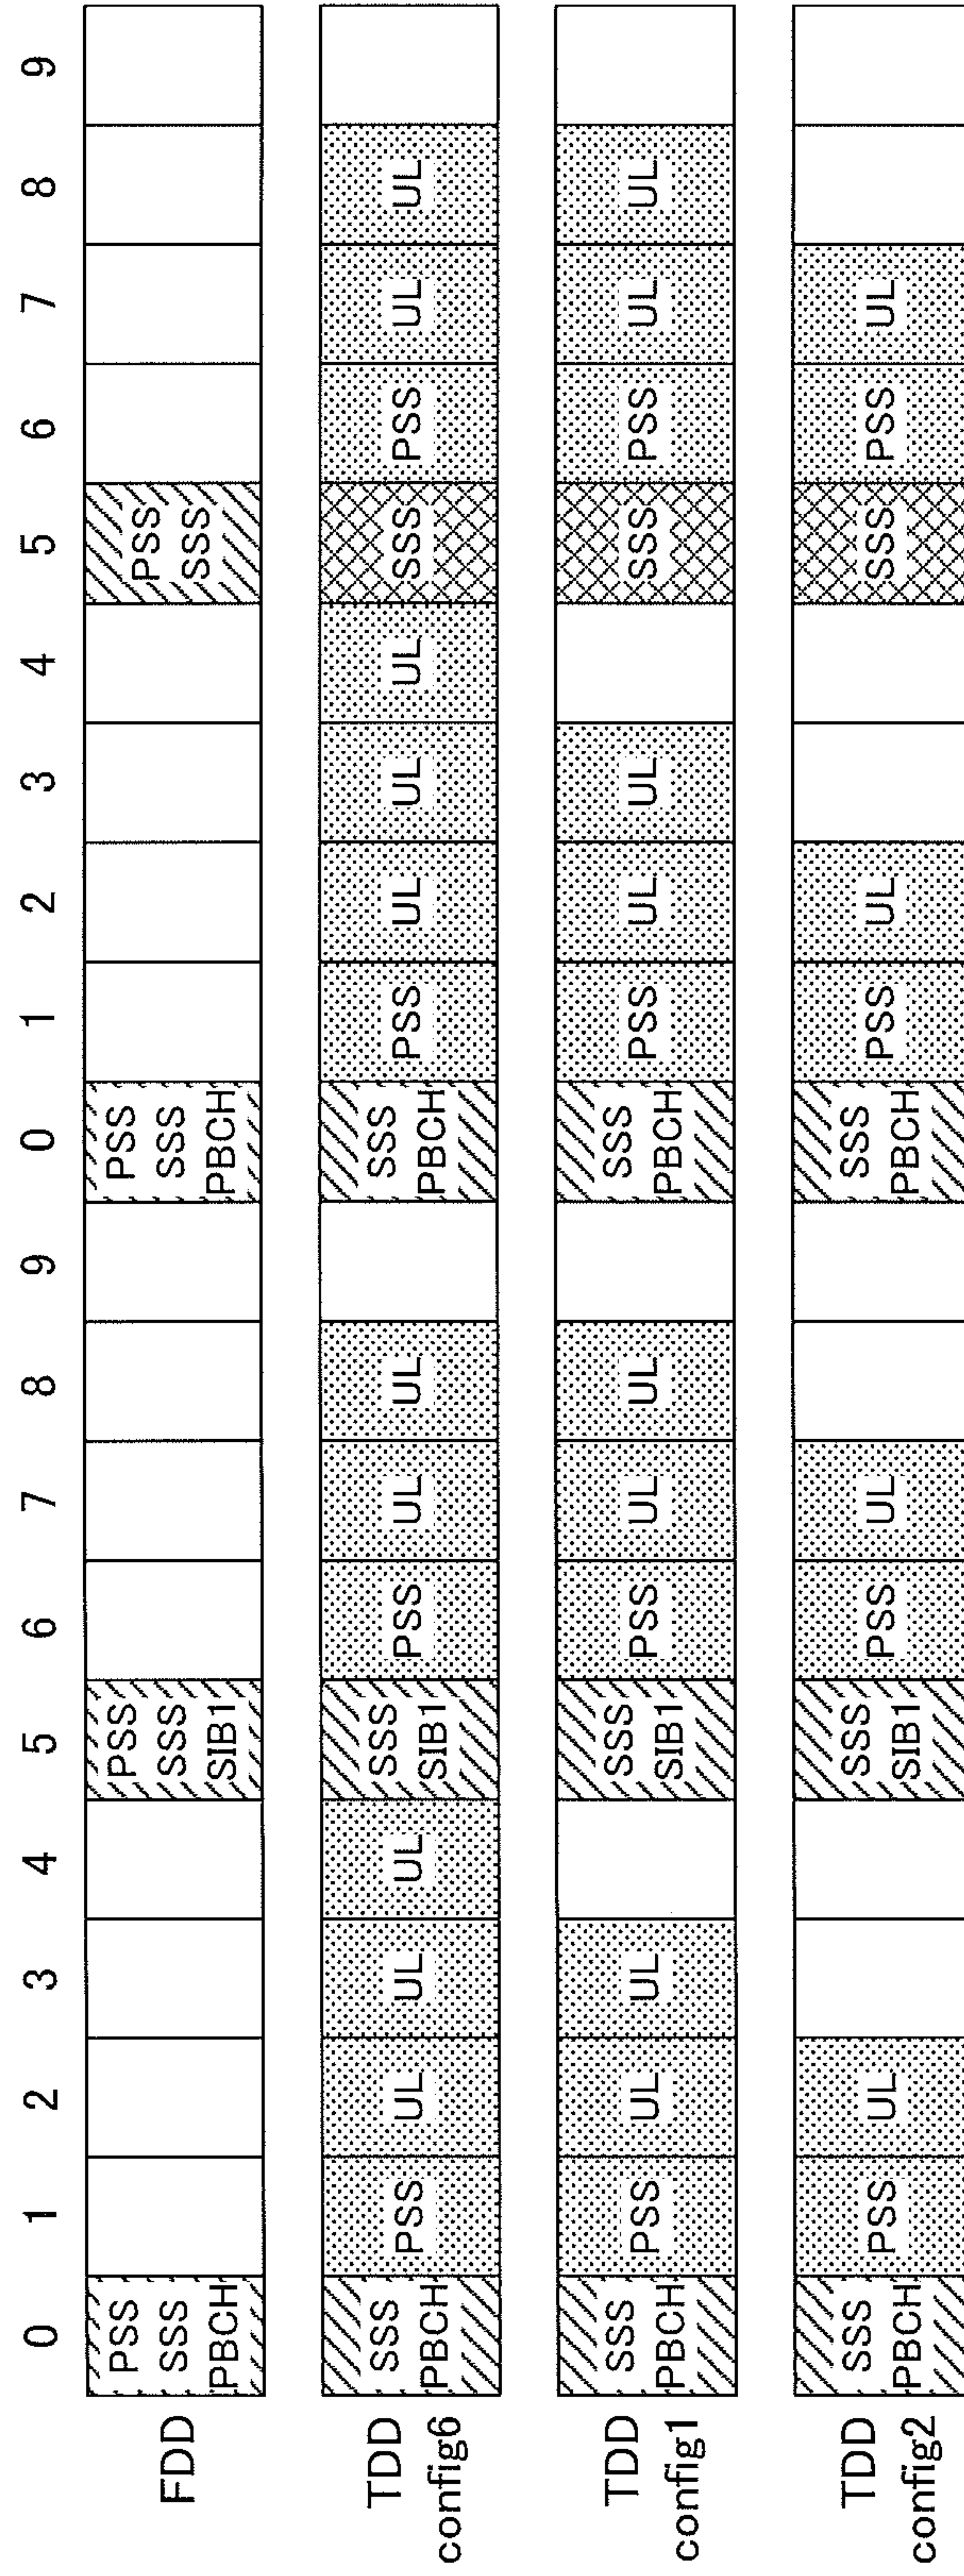 0 1 2 3 4 5 6 7 8 9 0 1 2 3 4 5 6 7 8 9
FDD
PSS
SSS
PBCH
PSS
SSS
SIB1
PSS
SSS
PBCH
PSS
SSS
TDD
config6
SSS
PBCH
PSS
UL
UL
UL
SSS
SIB1
PSS
UL
UL
SSS
PBCH
PSS
UL
UL
UL
SSS
PSS
UL
UL
TDD
config1
SSS
PBCH
PSS
UL
UL
SSS
SIB1
PSS
UL
UL
SSS
PBCH
PSS
UL
UL
SSS
PSS
UL
UL
TDD
config2
SSS
PBCH
PSS
UL
SSS
SIB1
PSS
UL
SSS
PBCH
PSS
UL
SSS
PSS
UL